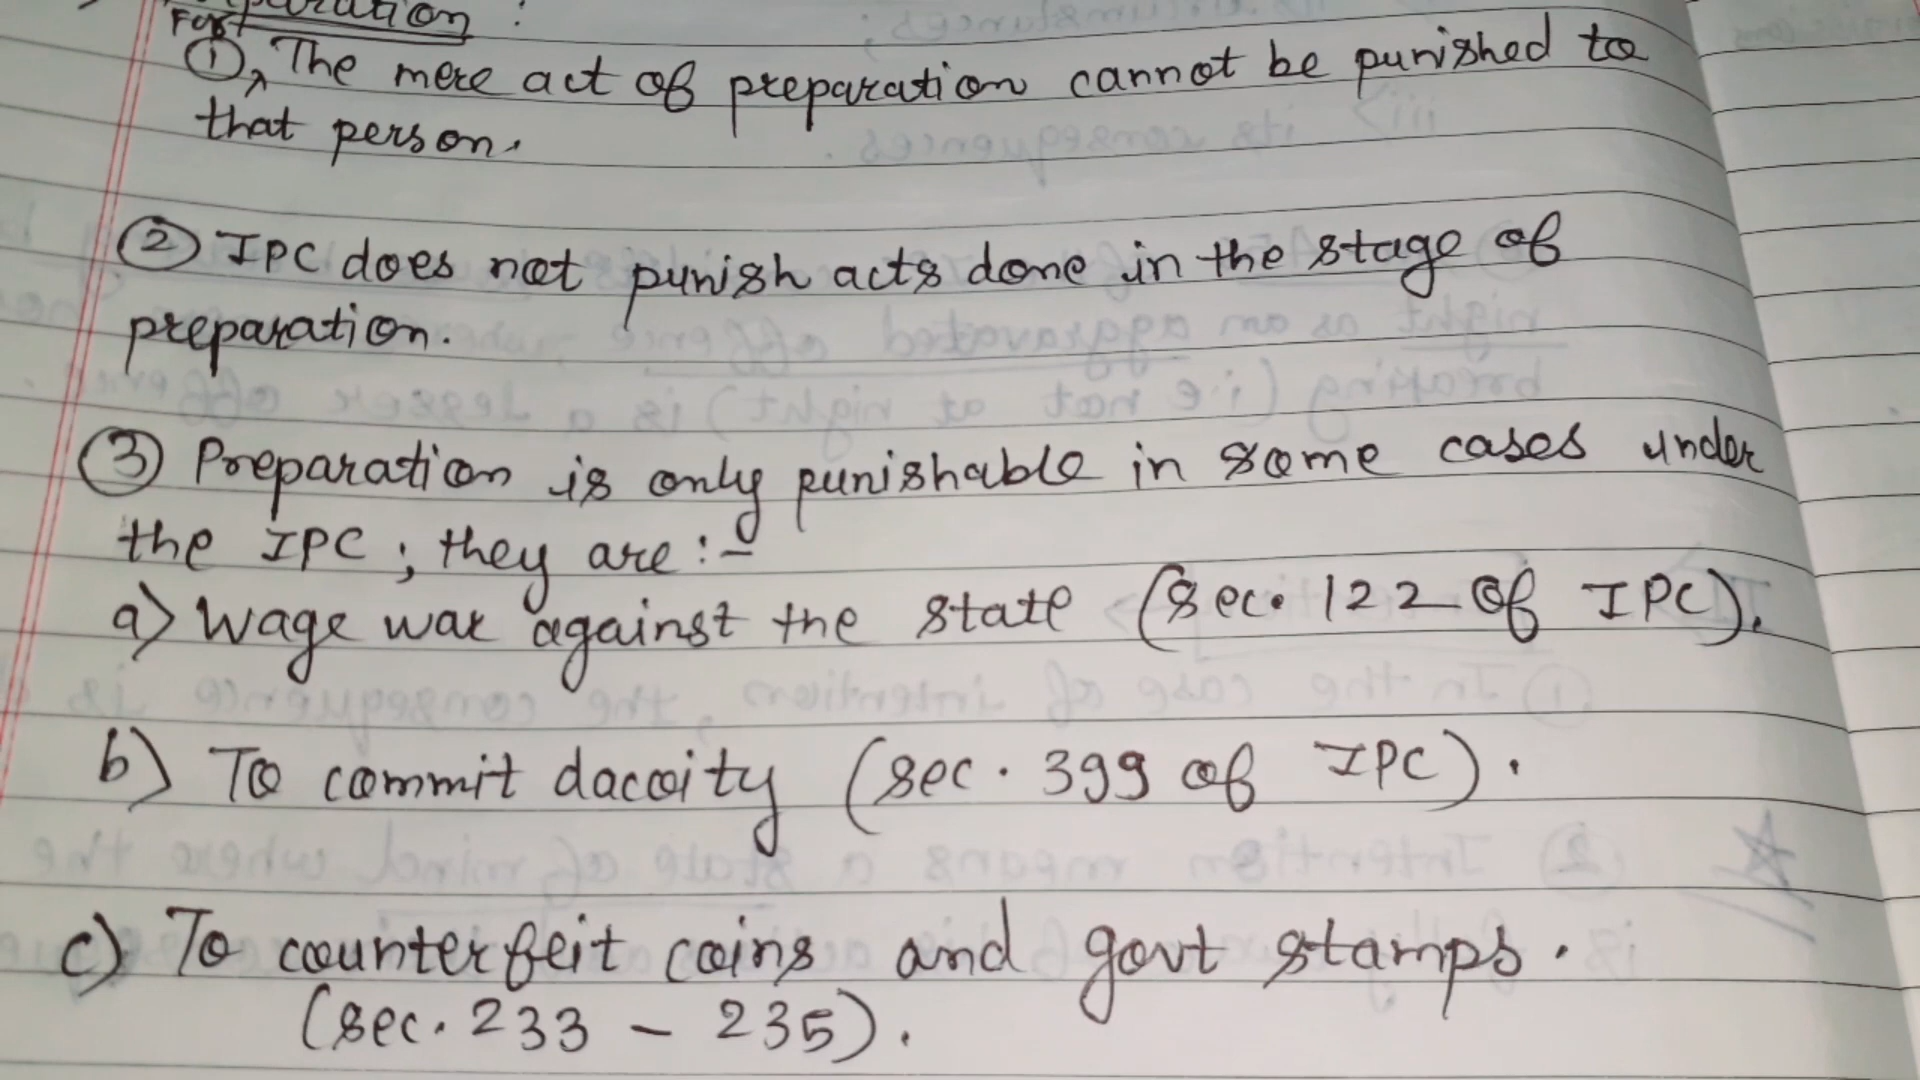 For
① The mere act of preparation cannot be punished to
that person.
② IPC does not punish acts done in the stage of
preparation.
③ Preparation is only punishable in some cases under
the IPC ; they are :-
a) Wage war against the state (sec. 122 of IPC).
b) To commit dacoity (sec. 399 of IPC).
c) To counterfeit coins and govt stamps.
(sec. 233 - 235).